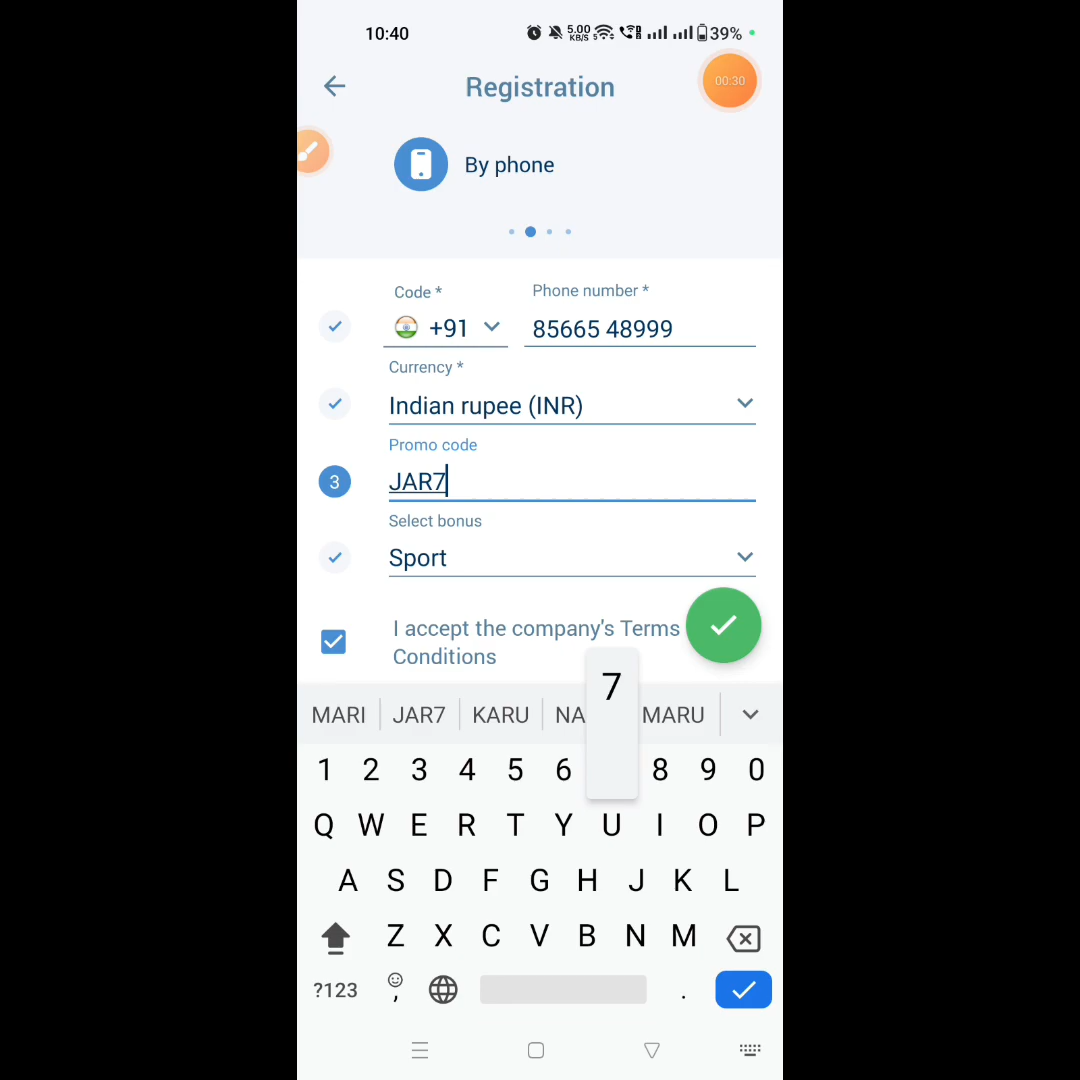 10:40
5.00 KB/S 39%
Registration
00:30
By phone
Code *
Phone number *
+91
85665 48999
Currency *
Indian rupee (INR)
Promo code
3
JAR7
Select bonus
Sport
I accept the company's Terms
Conditions
7
MARI JAR7 KARU NA MARU
1 2 3 4 5 6 8 9 0
Q W E R T Y U I O P
A S D F G H J K L
Z X C V B N M
?123 , .